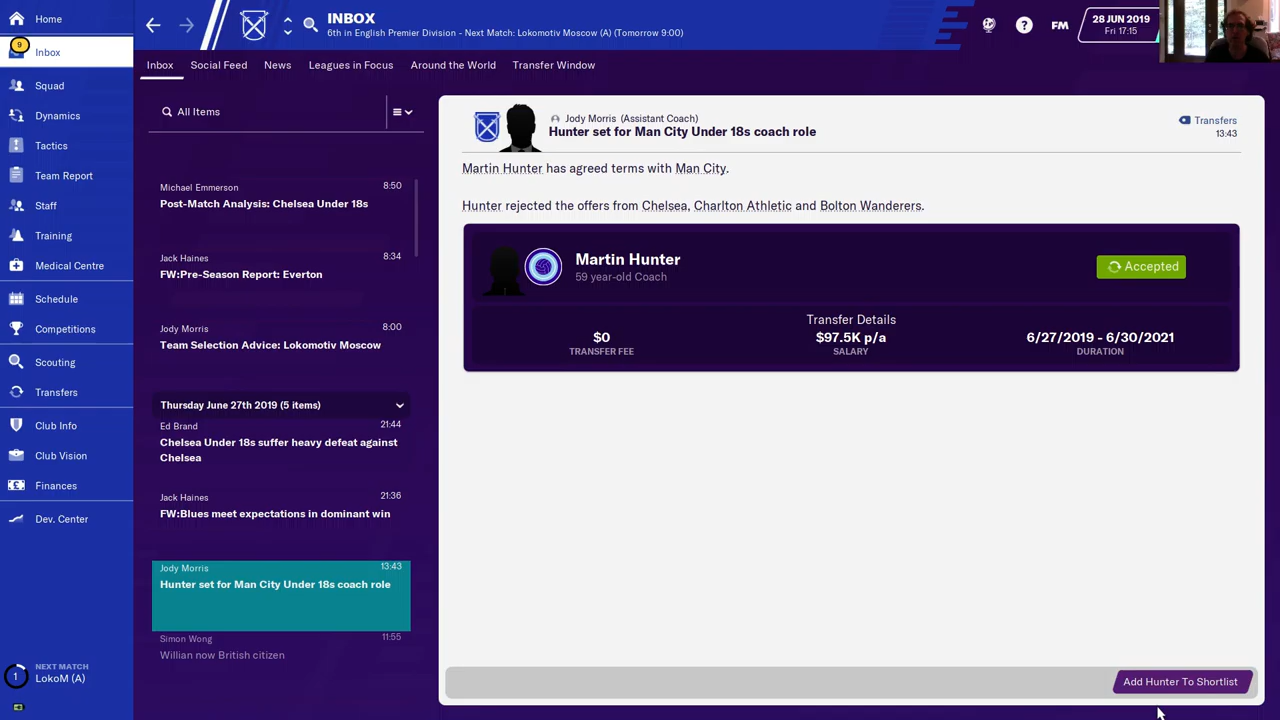 Home
INBOX
6th in English Premier Division - Next Match: Lokotmotiv Moscow (A) (Tomorrow 9:00)
FM
28 JUN 2019
Fri 17:15
9
Inbox
Inbox
Social Feed
News
Leagues in Focus
Around the World
Transfer Window
Squad
Dynamics
Tactics
Team Report
Staff
Training
Medical Centre
Schedule
Competitions
Scouting
Transfers
Club Info
Club Vision
Finances
Dev. Center
1
NEXT MATCH
LokoM (A)
All Items
Michael Emmerson 8:50
Post-Match Analysis: Chelsea Under 18s
Jack Haines 8:34
FW:Pre-Season Report: Everton
Jody Morris 8:00
Team Selection Advice: Lokomotiv Moscow
Thursday June 27th 2019 (5 items)
Ed Brand 21:44
Chelsea Under 18s suffer heavy defeat against
Chelsea
Jack Haines 21:36
FW:Blues meet expectations in dominant win
Jody Morris 13:43
Hunter set for Man City Under 18s coach role
Simon Wong 11:55
Willian now British citizen
Jody Morris (Assistant Coach)
Hunter set for Man City Under 18s coach role
Transfers
13:43
Martin Hunter has agreed terms with Man City.
Hunter rejected the offers from Chelsea, Charlton Athletic and Bolton Wanderers.
Martin Hunter
59 year-old Coach
Accepted
Transfer Details
$0
TRANSFER FEE
$97.5K p/a
SALARY
6/27/2019 - 6/30/2021
DURATION
Add Hunter To Shortlist